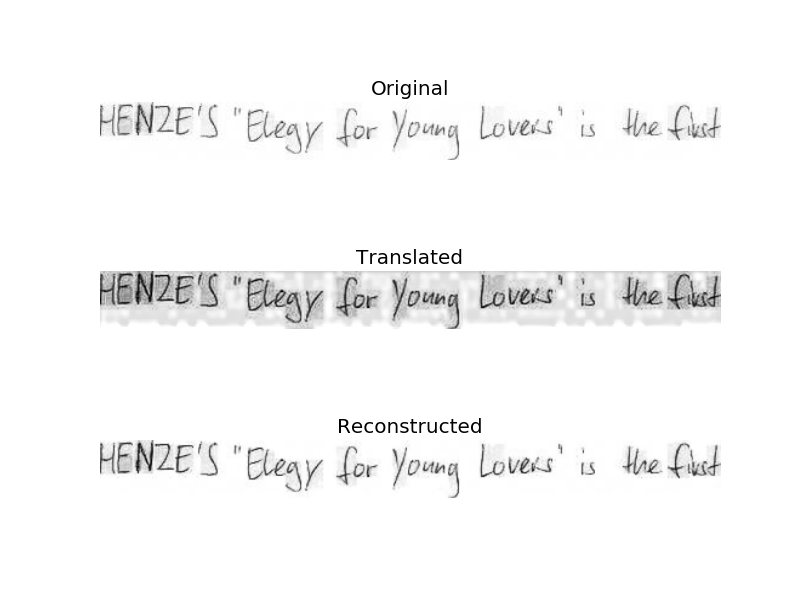 Original
HENZE'S "Elegy for Young Lovers" is the first
Translated
HENZE'S "Elegy for Young Lovers" is the first
Reconstructed
HENZE'S "Elegy for Young Lovers" is the first